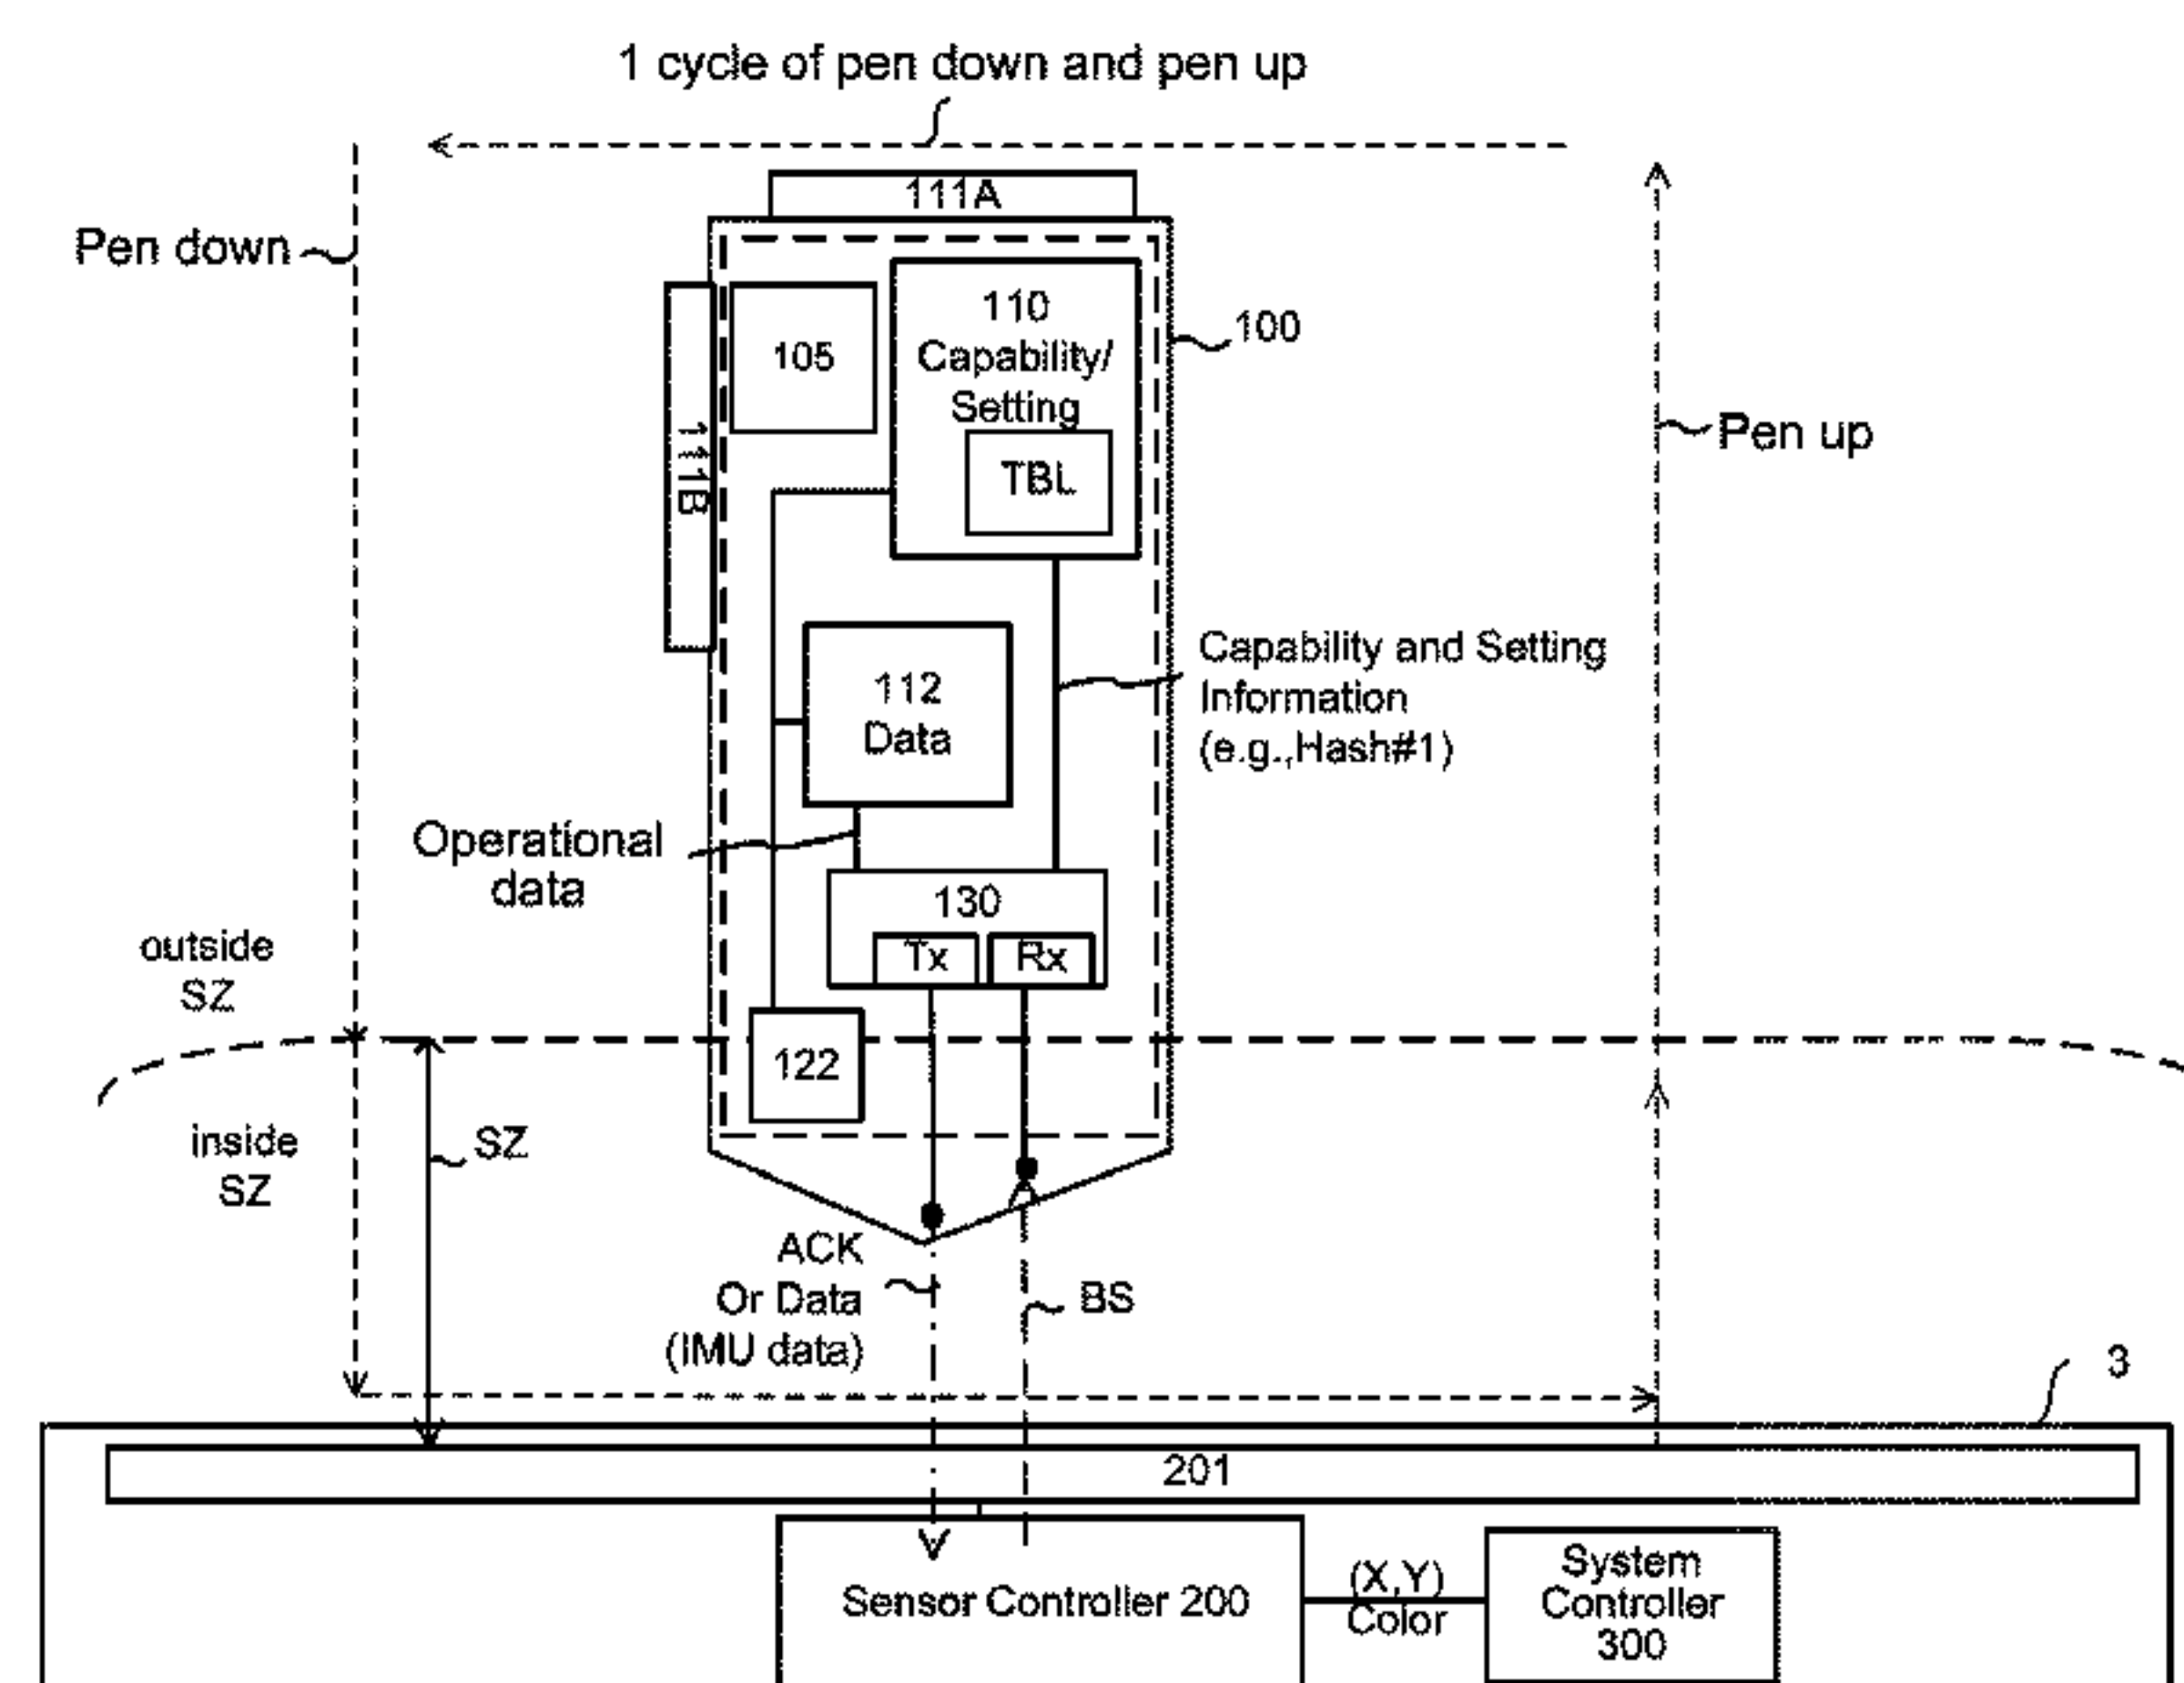 1 cycle of pen down and pen up
111A
Pen down
110
Capability/
Setting
TBL
105
100
111B
Pen up
112
Data
Capability and Setting
Information
(e.g.,Hash#1)
Operational
data
130
Tx
Rx
outside
SZ
122
inside
SZ
SZ
ACK
Or Data
(IMU data)
BS
3
201
Sensor Controller 200
(X,Y)
Color
System
Controller
300